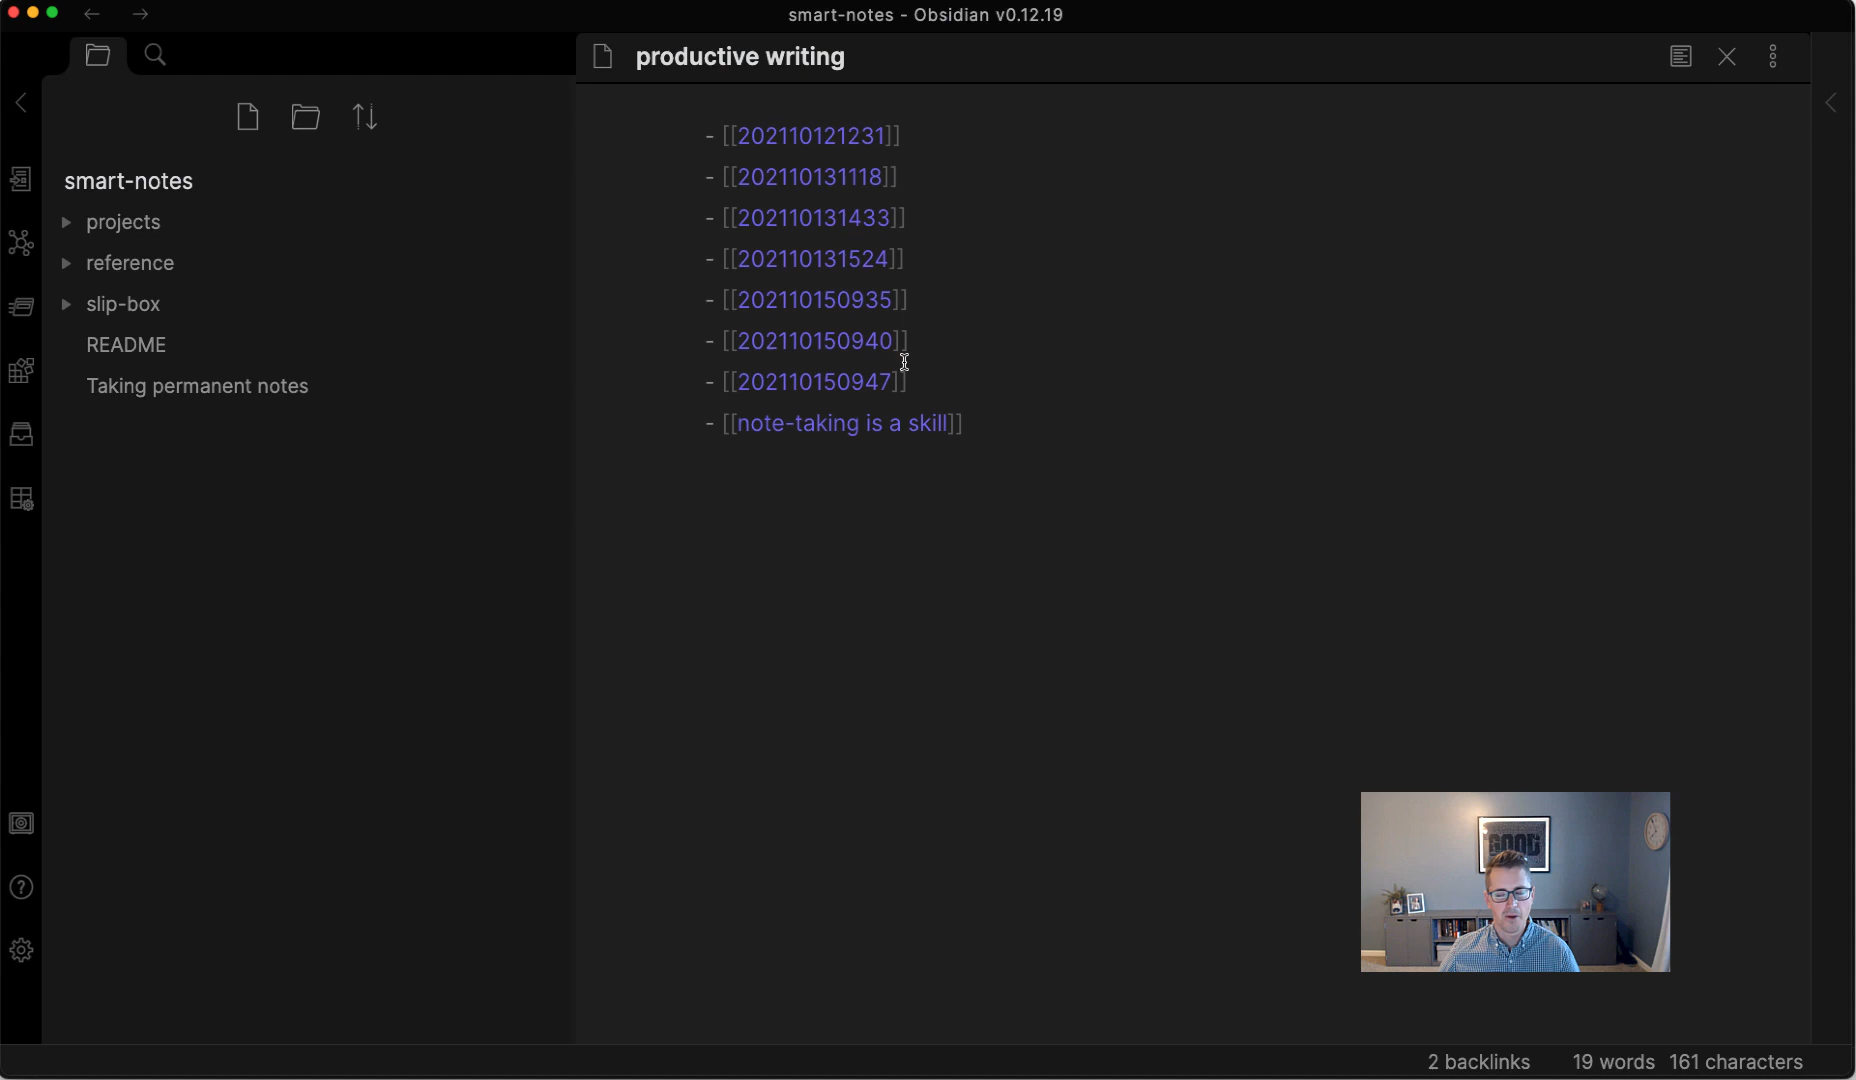 smart-notes - Obsidian v0.12.19
productive writing
smart-notes
projects
reference
slip-box
README
Taking permanent notes
- [[202110121231]]
- [[202110131118]]
- [[202110131433]]
- [[202110131524]]
- [[202110150935]]
- [[202110150940]]
- [[202110150947]]
- [[note-taking is a skill]]
GOOD
2 backlinks 19 words 161 characters